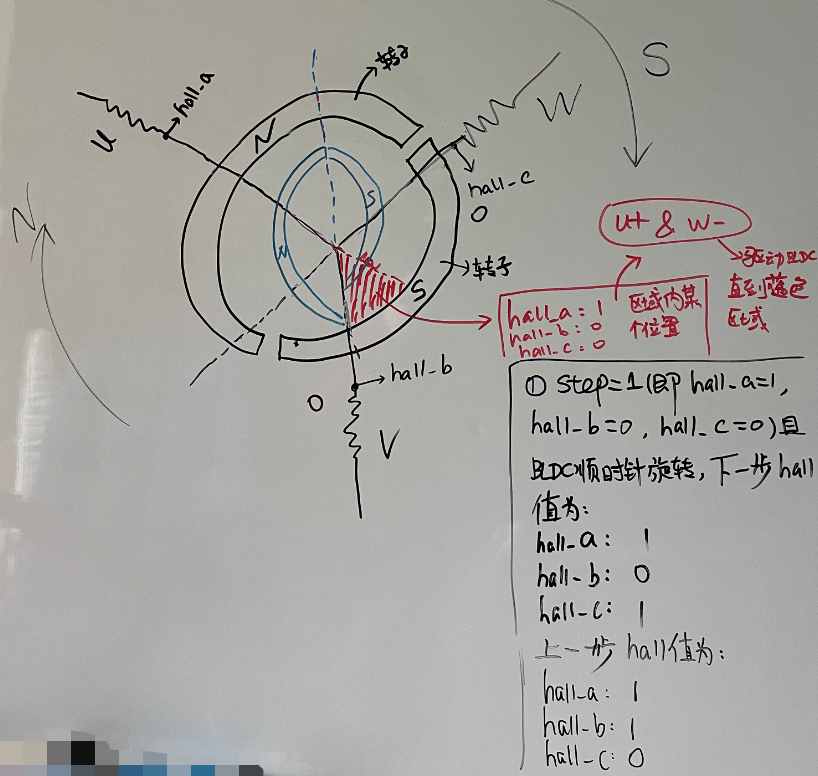 转子
hall-a
S
u
N
W
hall-c
O
N
S
N
u+ & w-
驱动BLDC
直到蓝色
区域
转子
S
hall_a: 1
hall-b: 0
hall-c: 0
区域内某
个位置
hall-b
O
V
① Step=1(即 hall-a=1,
hall-b=0, hall-c=0)且
BLDC顺时针旋转,下一步hall
值为:
hall-a: 1
hall-b: 0
hall-c: 1
上一步 hall值为:
hall-a: 1
hall-b: 1
hall-c: 0